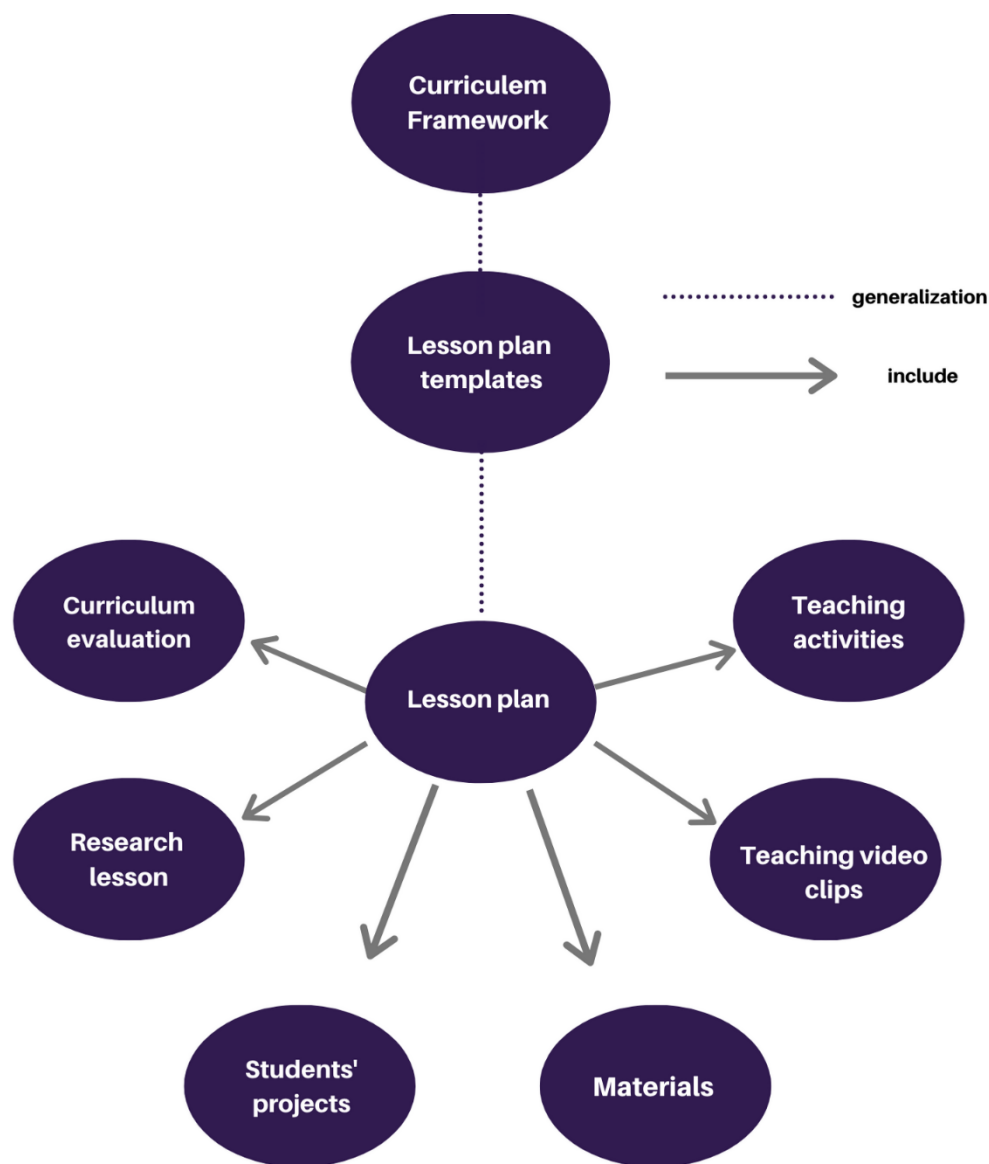 Curriculem
Framework
Lesson plan
templates
generalization
include
Curriculum
evaluation
Teaching
activities
Lesson plan
Research
lesson
Teaching video
clips
Students'
projects
Materials